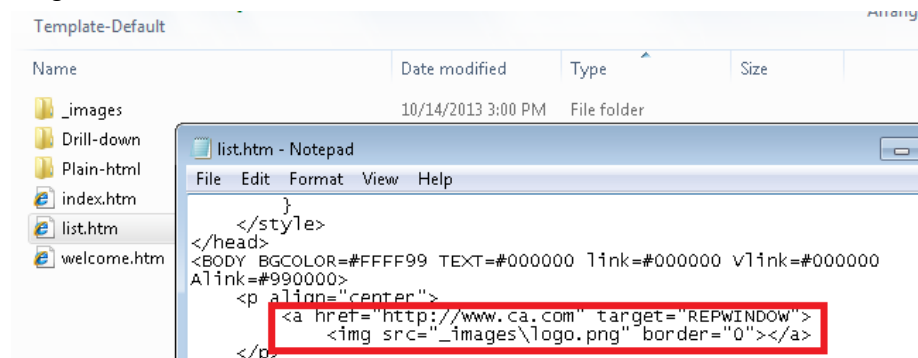 Template-Default
Name Date modified Type Size
_images 10/14/2013 3:00 PM File folder
Drill-down
Plain-html
index.htm
list.htm
welcome.htm
list.htm - Notepad
File Edit Format View Help
}
</style>
</head>
<BODY BGCOLOR=#FFFF99 TEXT=#000000 link=#000000 Vlink=#000000
Alink=#990000>
<p align="center">
<a href="http://www.ca.com" target="REPWINDOW">
<img src="_images\logo.png" border="0"></a>
</p>